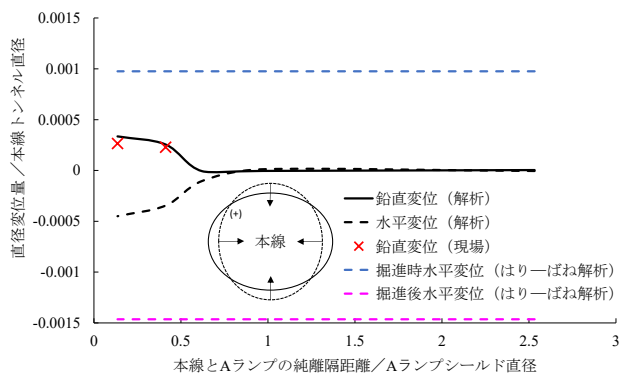 直径変位量／本線トンネル直径
0.0015
0.001
0.0005
0
-0.0005
-0.001
-0.0015
(+)
本線
鉛直変位（解析）
水平変位（解析）
鉛直変位（現場）
掘進時水平変位（はり―ばね解析）
掘進後水平変位（はり―ばね解析）
0 0.5 1 1.5 2 2.5 3
本線とAランプの純離隔距離／Aランプシールド直径